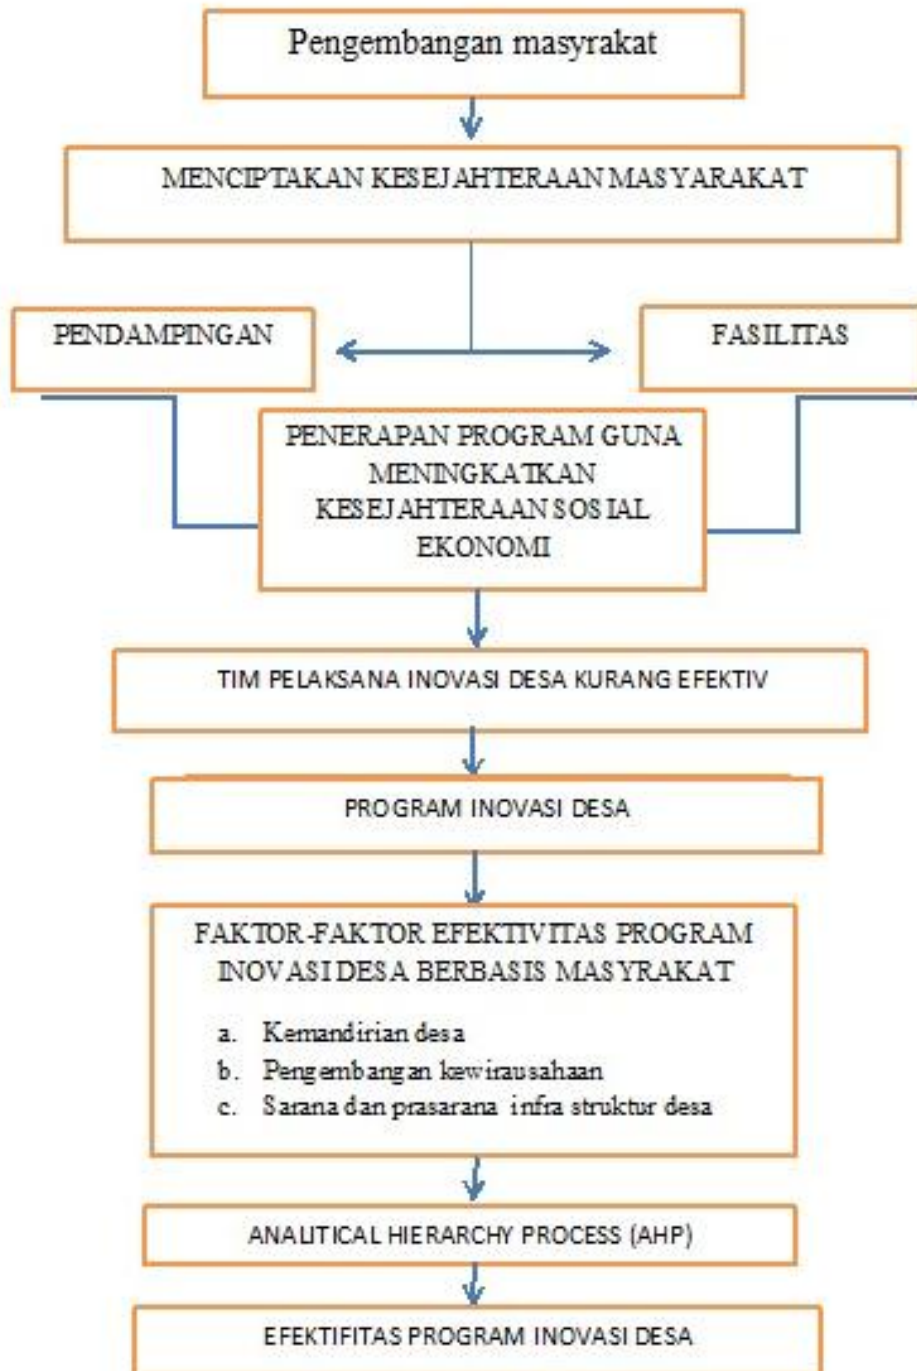 Pengembangan masyrakat
MENCIPTAKAN KESEJAHTERAAN MASYARAKAT
PENDAMPINGAN
FASILITAS
PENERAPAN PROGRAM GUNA
MENINGKATKAN
KESEJAHTERAAN SOSIAL
EKONOMI
TIM PELAKSANA INOVASI DESA KURANG EFEKTIV
PROGRAM INOVASI DESA
FAKTOR-FAKTOR EFEKTIVITAS PROGRAM
INOVASI DESA BERBASIS MASYRAKAT
a. Kemandirian desa
b. Pengembangan kewirausahaan
c. Sarana dan prasarana infra struktur desa
ANALITICAL HIERARCHY PROCESS (AHP)
EFEKTIFITAS PROGRAM INOVASI DESA